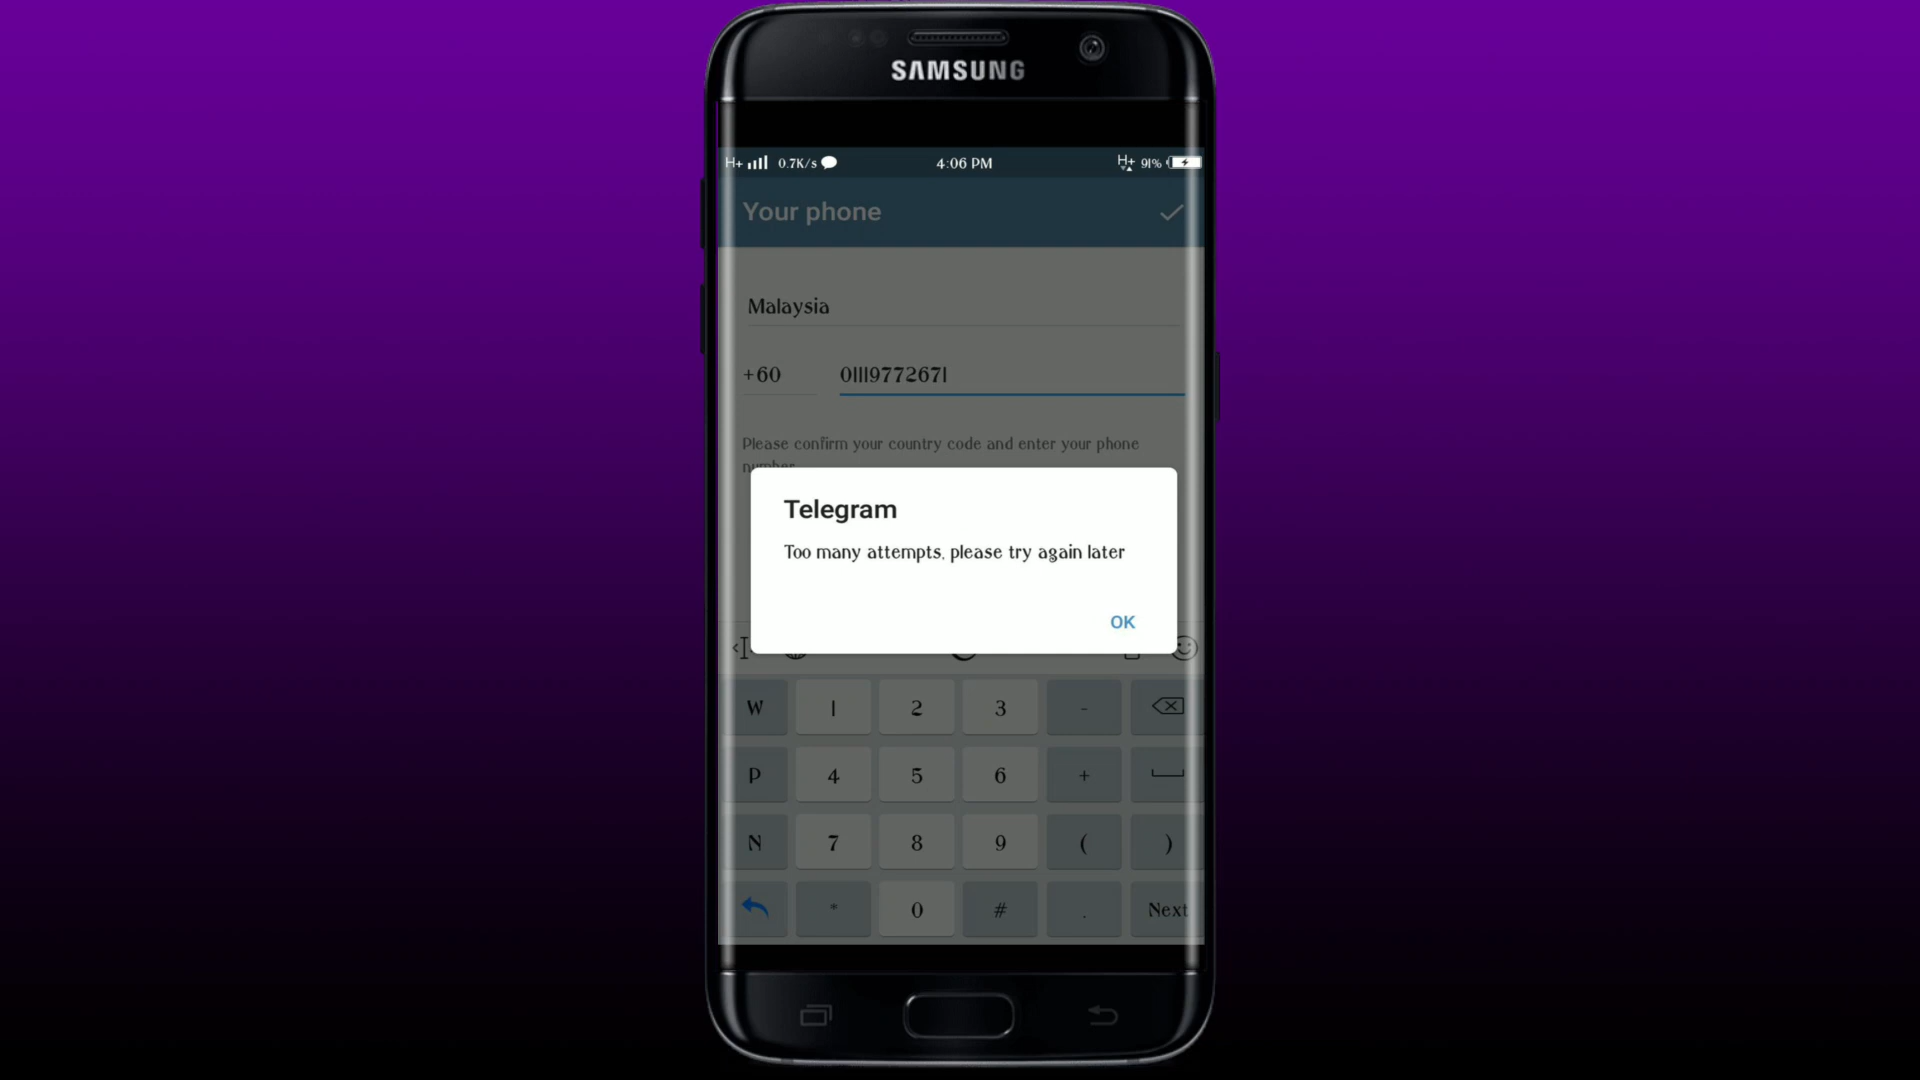 SAMSUNG
H+ 0.7K/s 4:06 PM H+ 91%
Your phone
Malaysia
+60 01119772671
Please confirm your country code and enter your phone
number
Telegram
Too many attempts, please try again later
OK
W 1 2 3 -
P 4 5 6 +
N 7 8 9 ( )
* 0 # . Next